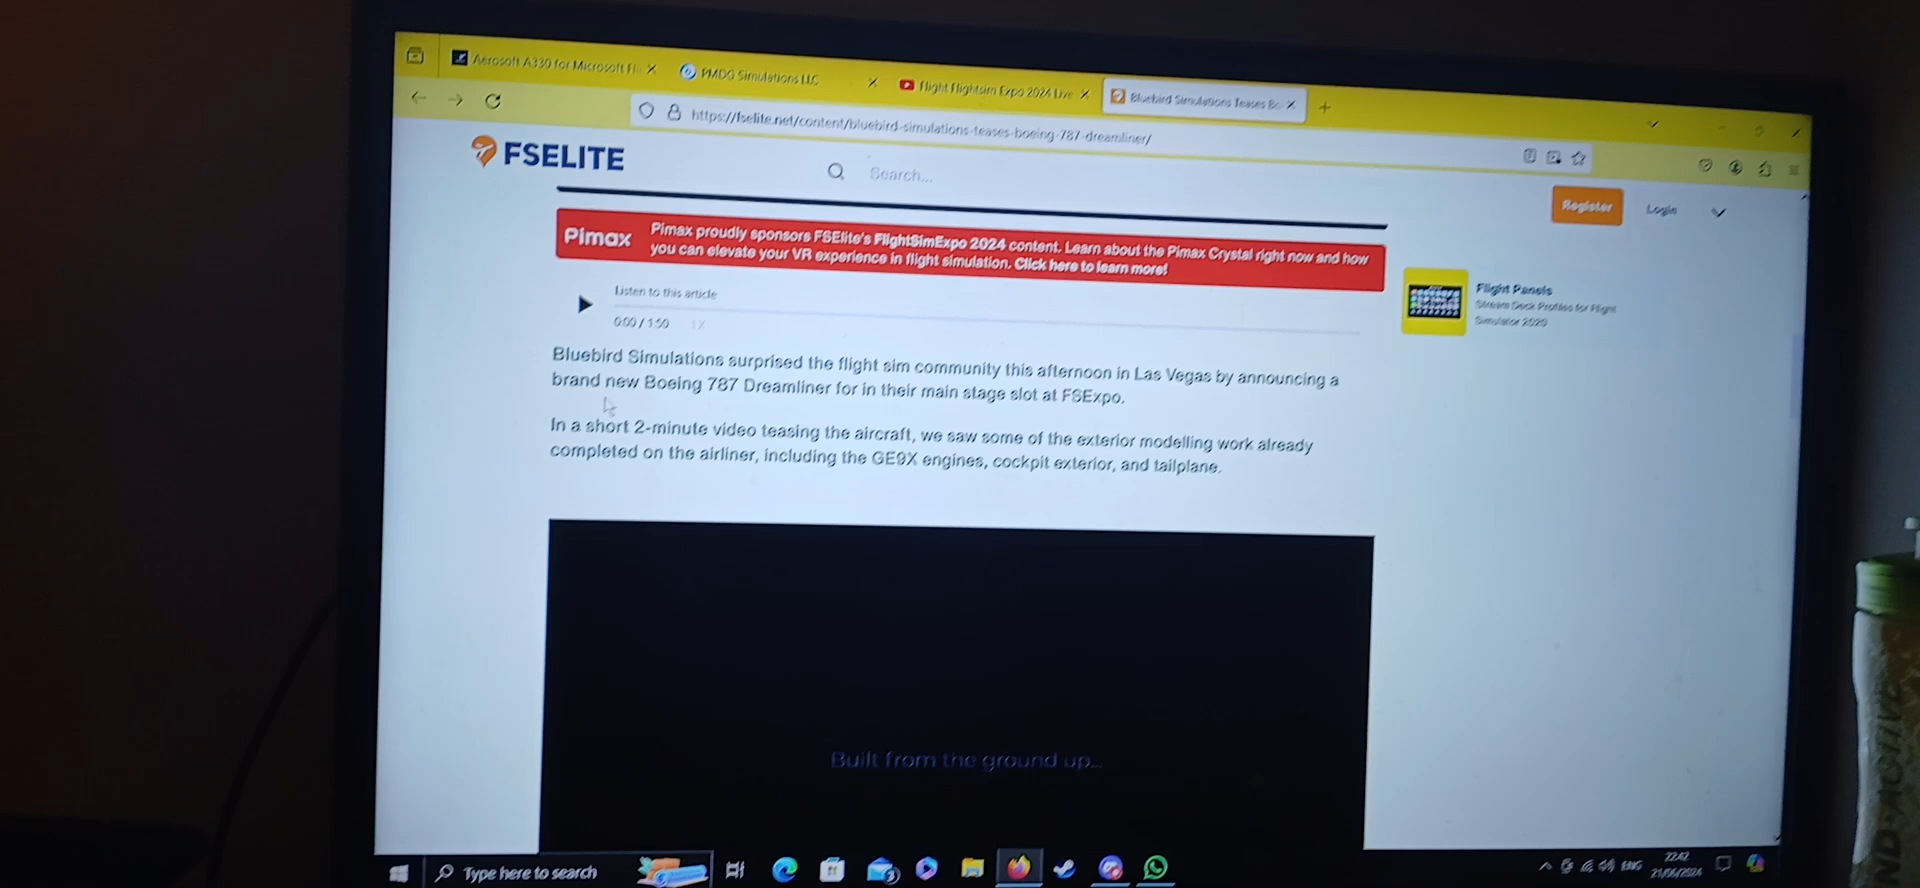 Aerosoft A330 for Microsoft Fli
PMDG Simulations LLC
Flight Flightsim Expo 2024 Live
Bluebird Simulations Teases Bo
https://fselite.net/content/bluebird-simulations-teases-boeing-787-dreamliner/
FSELITE
Search...
Register
Login
Pimax
Pimax proudly sponsors FSElite's FlightSimExpo 2024 content. Learn about the Pimax Crystal right now and how
you can elevate your VR experience in flight simulation. Click here to learn more!
Listen to this article
0:00 / 1:50 1X
Flight Panels
Stream Deck Profiles for Flight
Simulator 2020
Bluebird Simulations surprised the flight sim community this afternoon in Las Vegas by announcing a
brand new Boeing 787 Dreamliner for in their main stage slot at FSExpo.
In a short 2-minute video teasing the aircraft, we saw some of the exterior modelling work already
completed on the airliner, including the GE9X engines, cockpit exterior, and tailplane.
Built from the ground up...
Type here to search
3
ENG
22:42
21/06/2024
ND ACTIVE